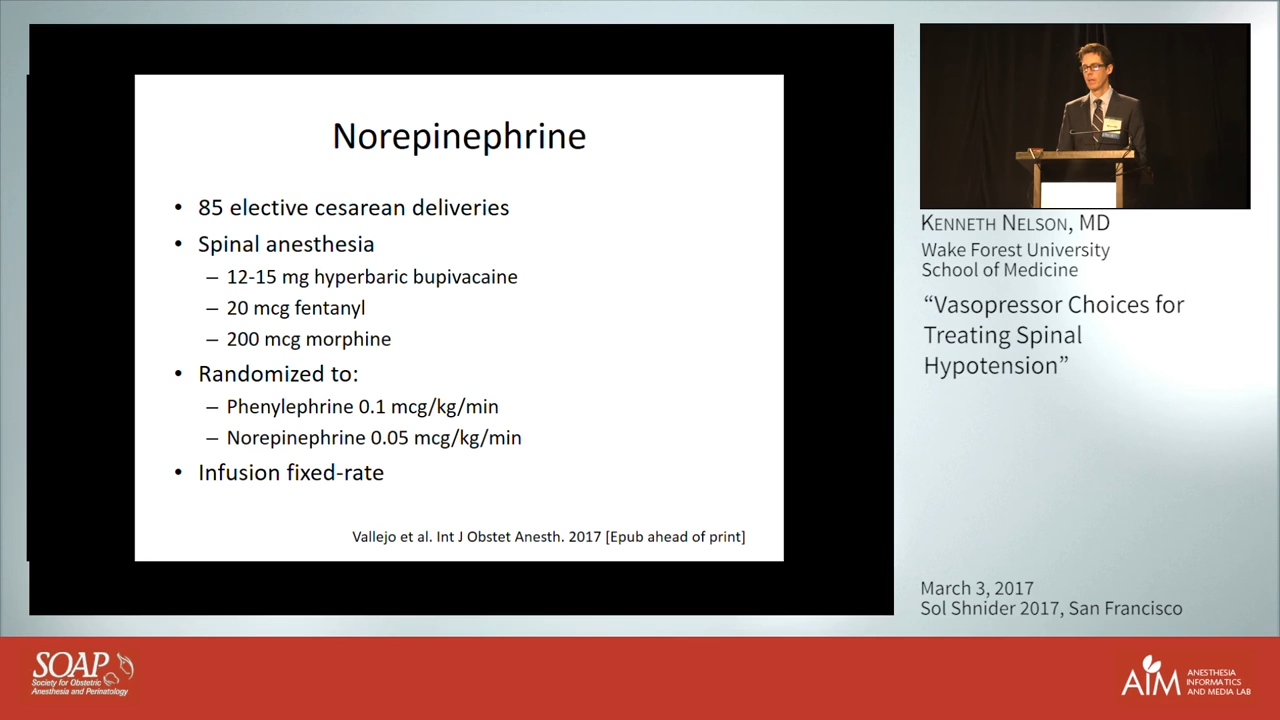 Norepinephrine
• 85 elective cesarean deliveries
• Spinal anesthesia
– 12-15 mg hyperbaric bupivacaine
– 20 mcg fentanyl
– 200 mcg morphine
• Randomized to:
– Phenylephrine 0.1 mcg/kg/min
– Norepinephrine 0.05 mcg/kg/min
• Infusion fixed-rate
Vallejo et al. Int J Obstet Anesth. 2017 [Epub ahead of print]
KENNETH NELSON, MD
Wake Forest University
School of Medicine
“Vasopressor Choices for
Treating Spinal
Hypotension”
March 3, 2017
Sol Shnider 2017, San Francisco
SOAP
Society for Obstetric
Anesthesia and Perinatology
AIM
ANESTHESIA
INFORMATICS
AND MEDIA LAB